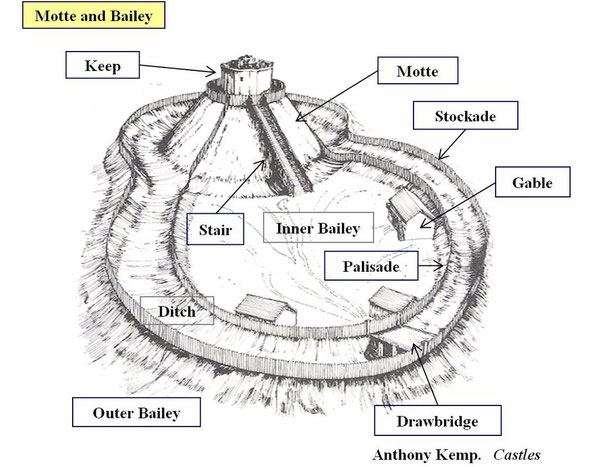 Motte and Bailey
Keep
Motte
Stockade
Gable
Stair
Inner Bailey
Palisade
Ditch
Outer Bailey
Drawbridge
Anthony Kemp. Castles